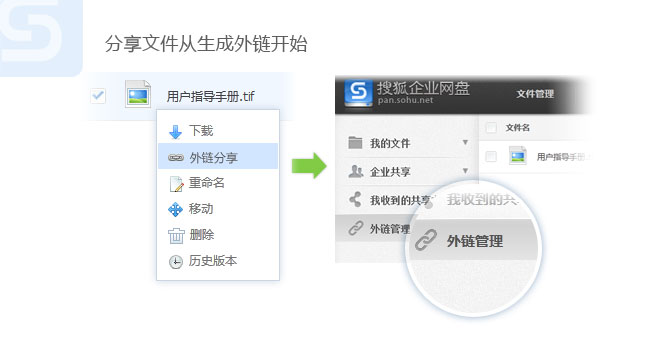 分享文件从生成外链开始
用户指导手册.tif
下载
外链分享
重命名
移动
删除
历史版本
搜狐企业网盘
pan.sohu.net
文件管理
我的文件
企业共享
我收到的共享
外链管理
文件名
用户指导手册.
我收到的共
外链管理